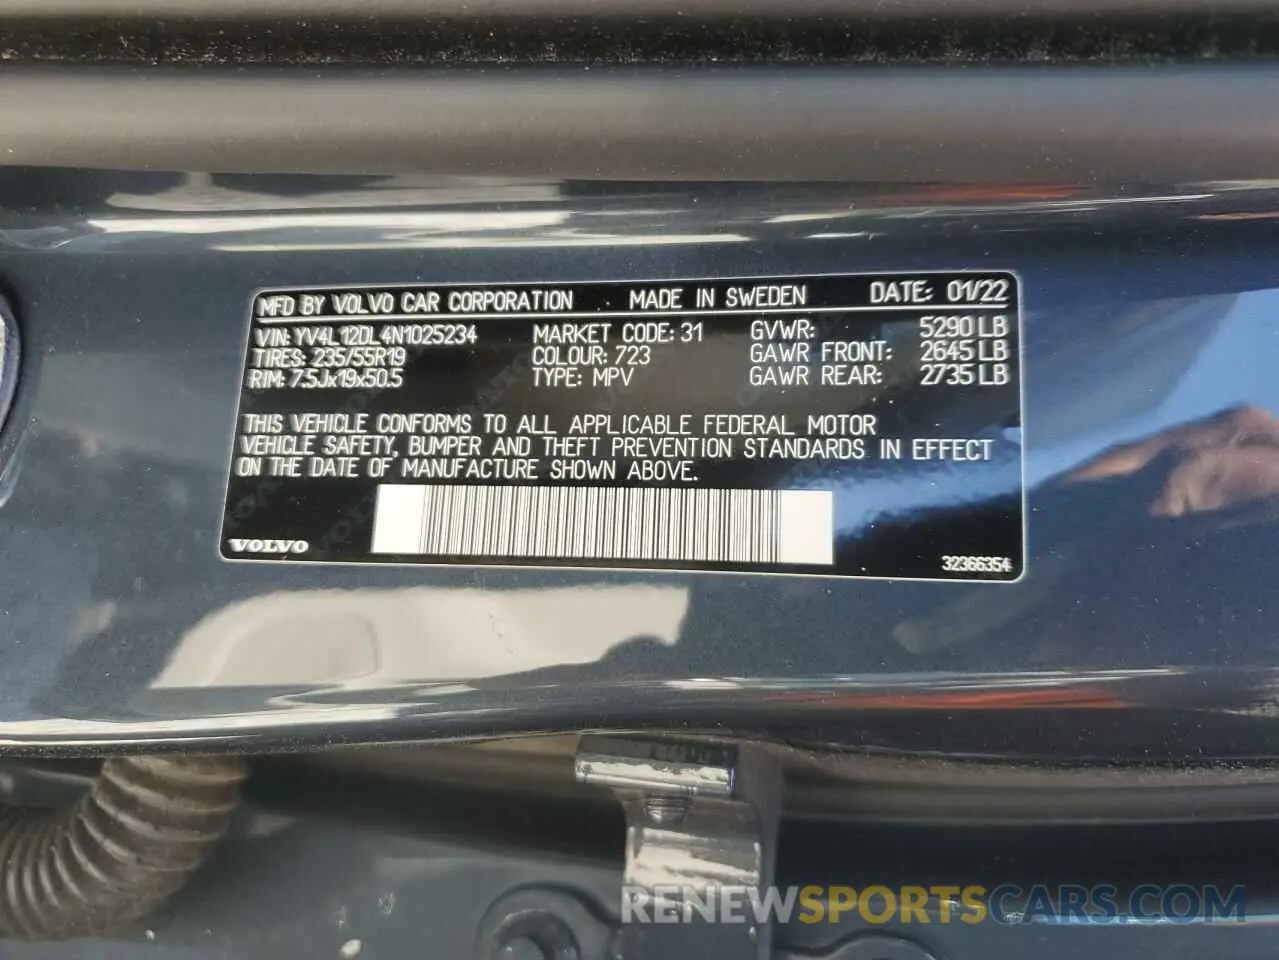 MFD BY VOLVO CAR CORPORATION . MADE IN SWEDEN DATE: 01/22
VIN: YV4L12DL4N1025234 MARKET CODE: 31 GVWR: 5290 LB
TIRES: 235/55R19 COLOUR: 723 GAWR FRONT: 2645 LB
RIM: 7.5Jx19x50.5 TYPE: MPV GAWR REAR: 2735 LB
THIS VEHICLE CONFORMS TO ALL APPLICABLE FEDERAL MOTOR
VEHICLE SAFETY, BUMPER AND THEFT PREVENTION STANDARDS IN EFFECT
ON THE DATE OF MANUFACTURE SHOWN ABOVE.
VOLVO 32366354
RENEWSPORTSCARS.COM